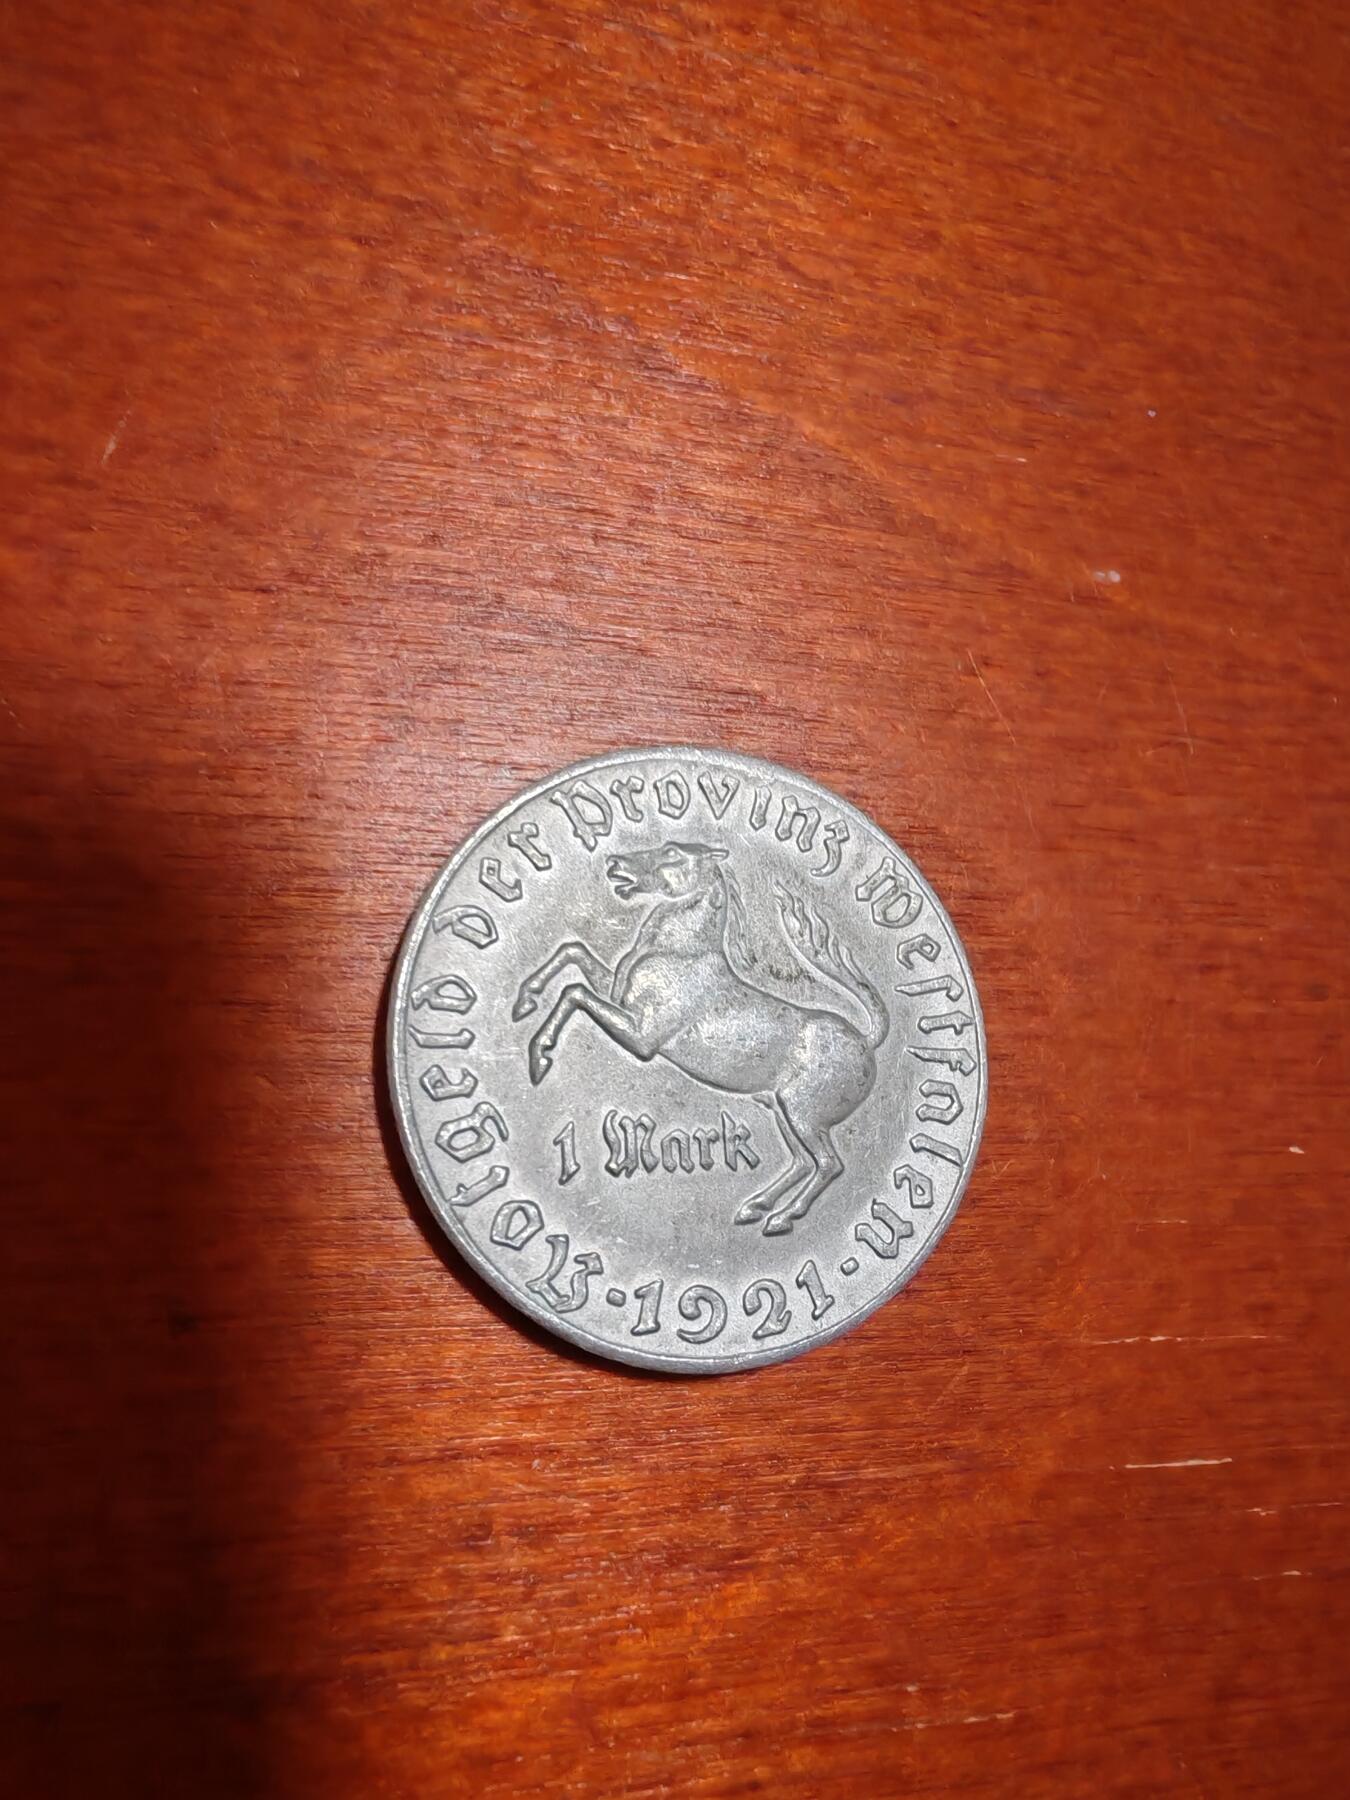 Notgeld der Provinz Westfalen
1 Mark
· 1921 ·